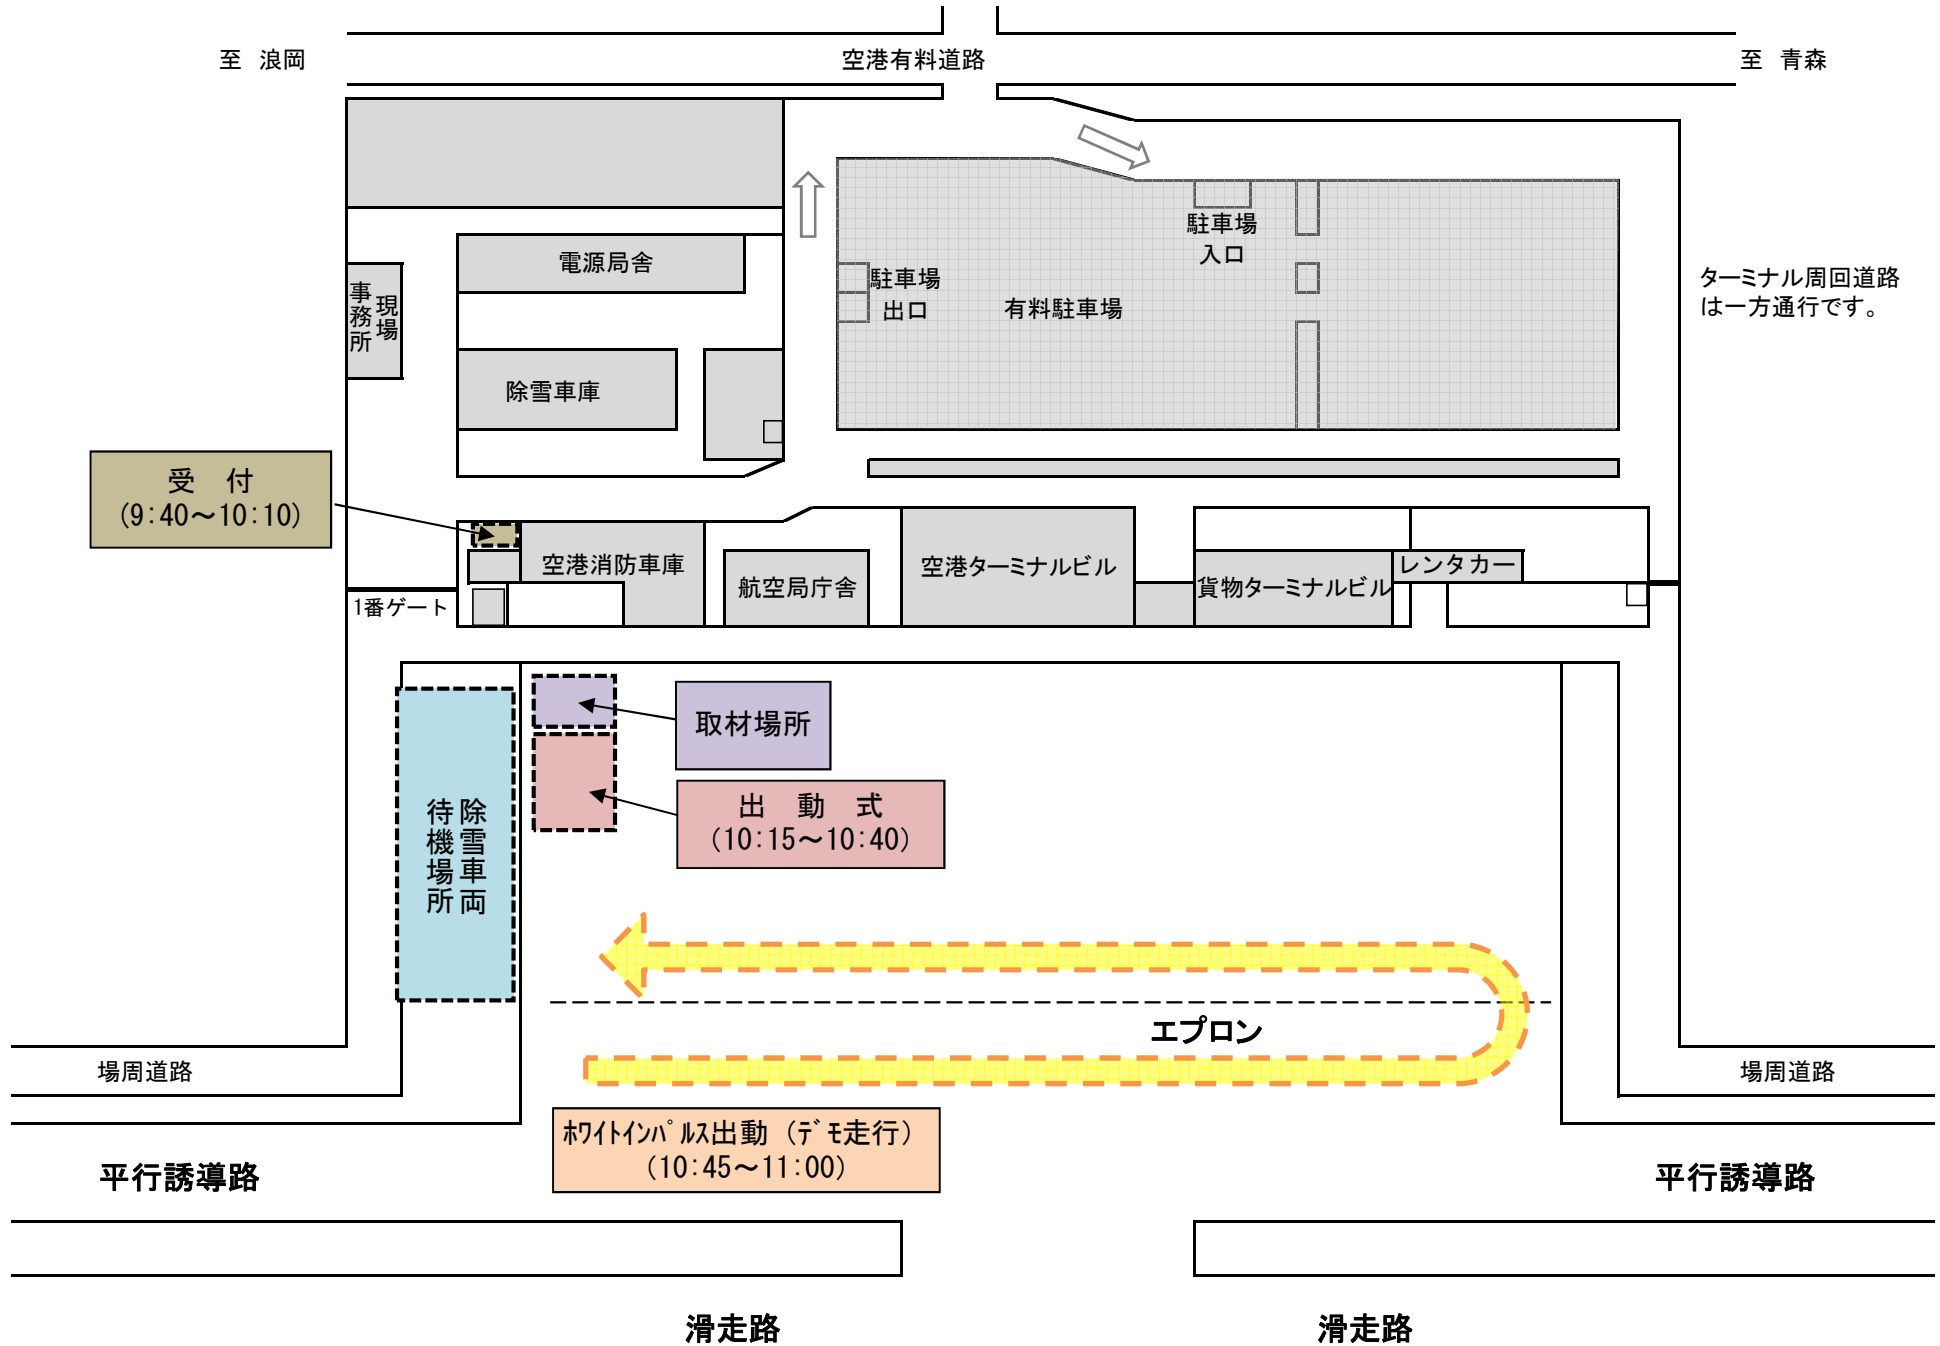 至　浪岡
空港有料道路
至　青森
駐車場
入口
電源局舎
駐車場
出口
有料駐車場
ターミナル周回道路
は一方通行です。
現場
事務所
除雪車庫
受　付
（9：40～10：10）
空港消防車庫
航空局庁舎
空港ターミナルビル
貨物ターミナルビル
レンタカー
1番ゲート
取材場所
出　動　式
（10：15～10：40）
除雪車両
待機場所
エプロン
場周道路
場周道路
ﾎﾜｲﾄｲﾝﾊﾟﾙｽ出動（ﾃﾞﾓ走行）
（10：45～11：00）
平行誘導路
平行誘導路
滑走路
滑走路